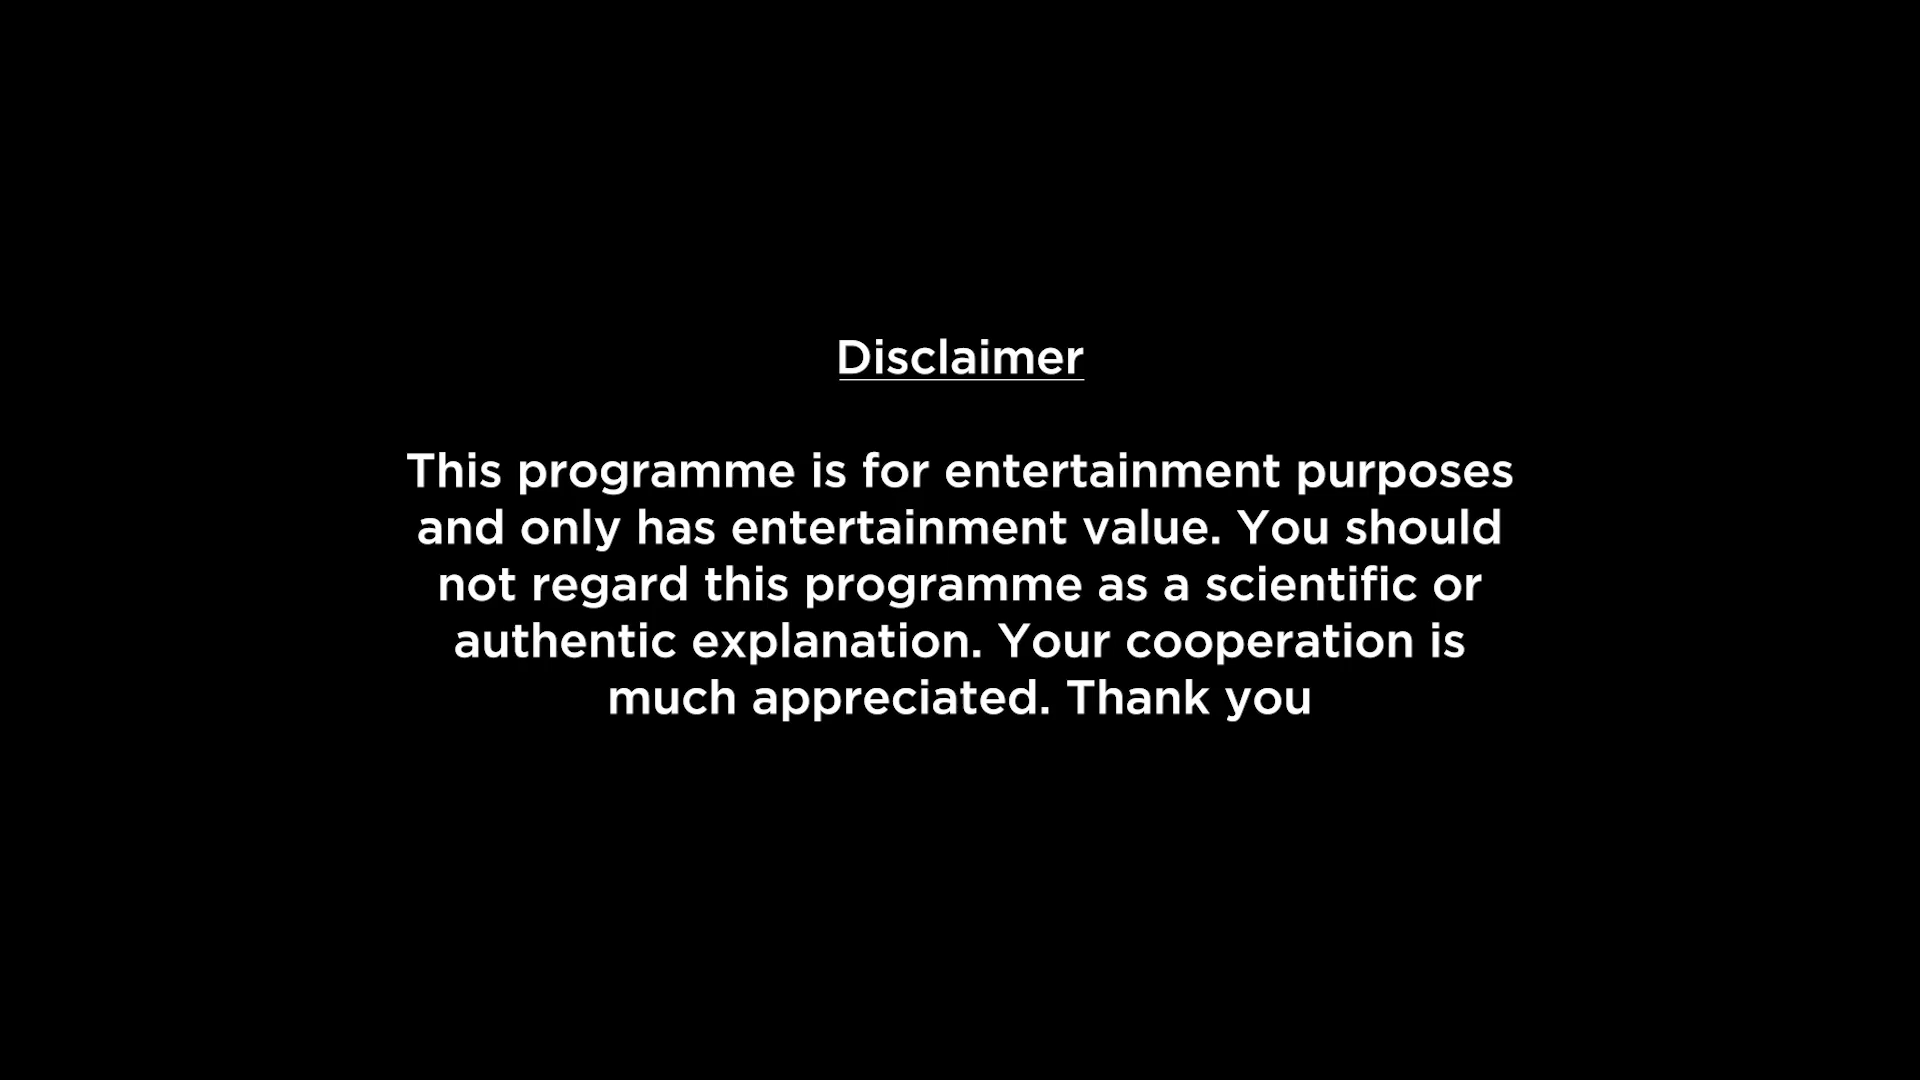 Disclaimer
This programme is for entertainment purposes
and only has entertainment value. You should
not regard this programme as a scientific or
authentic explanation. Your cooperation is
much appreciated. Thank you